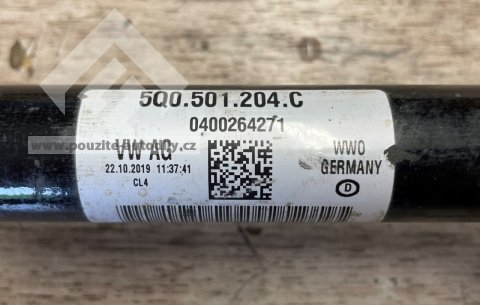 5Q0.501.204.C
0400264271
www.pouzite-autodily.cz
VW AG
22.10.2019 11:37:41
CL4
WWO
GERMANY
D